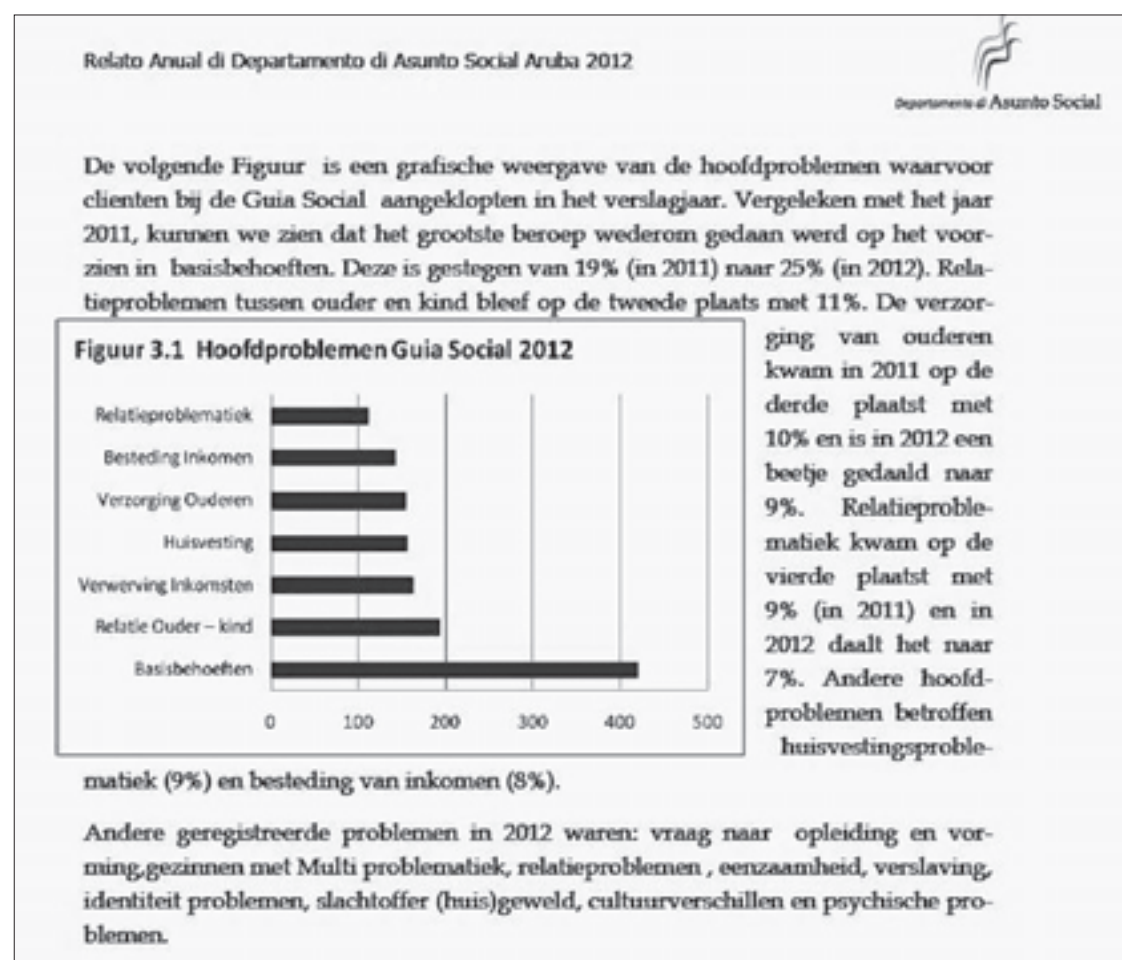 Relato Anual di Departamento di Asunto Social Aruba 2012
Departamento di Asunto Social
De volgende Figuur is een grafische weergave van de hoofdproblemen waarvoor
clienten bij de Guia Social aangeklopten in het verslagjaar. Vergeleken met het jaar
2011, kunnen we zien dat het grootste beroep wederom gedaan werd op het voor-
zien in basisbehoeften. Deze is gestegen van 19% (in 2011) naar 25% (in 2012). Rela-
tieproblemen tussen ouder en kind bleef op de tweede plaats met 11%. De verzor-
ging van ouderen
kwam in 2011 op de
derde plaatst met
10% en is in 2012 een
beetje gedaald naar
9%. Relatieproble-
matiek kwam op de
vierde plaatst met
9% (in 2011) en in
2012 daalt het naar
7%. Andere hoofd-
problemen betroffen
huisvestingsproble-
matiek (9%) en besteding van inkomen (8%).
Figuur 3.1 Hoofdproblemen Guia Social 2012
Relatieproblematiek
Besteding Inkomen
Verzorging Ouderen
Huisvesting
Verwerving Inkomsten
Relatie Ouder – kind
Basisbehoeften
0 100 200 300 400 500
Andere geregistreerde problemen in 2012 waren: vraag naar opleiding en vor-
ming,gezinnen met Multi problematiek, relatieproblemen , eenzaamheid, verslaving,
identiteit problemen, slachtoffer (huis)geweld, cultuurverschillen en psychische pro-
blemen.